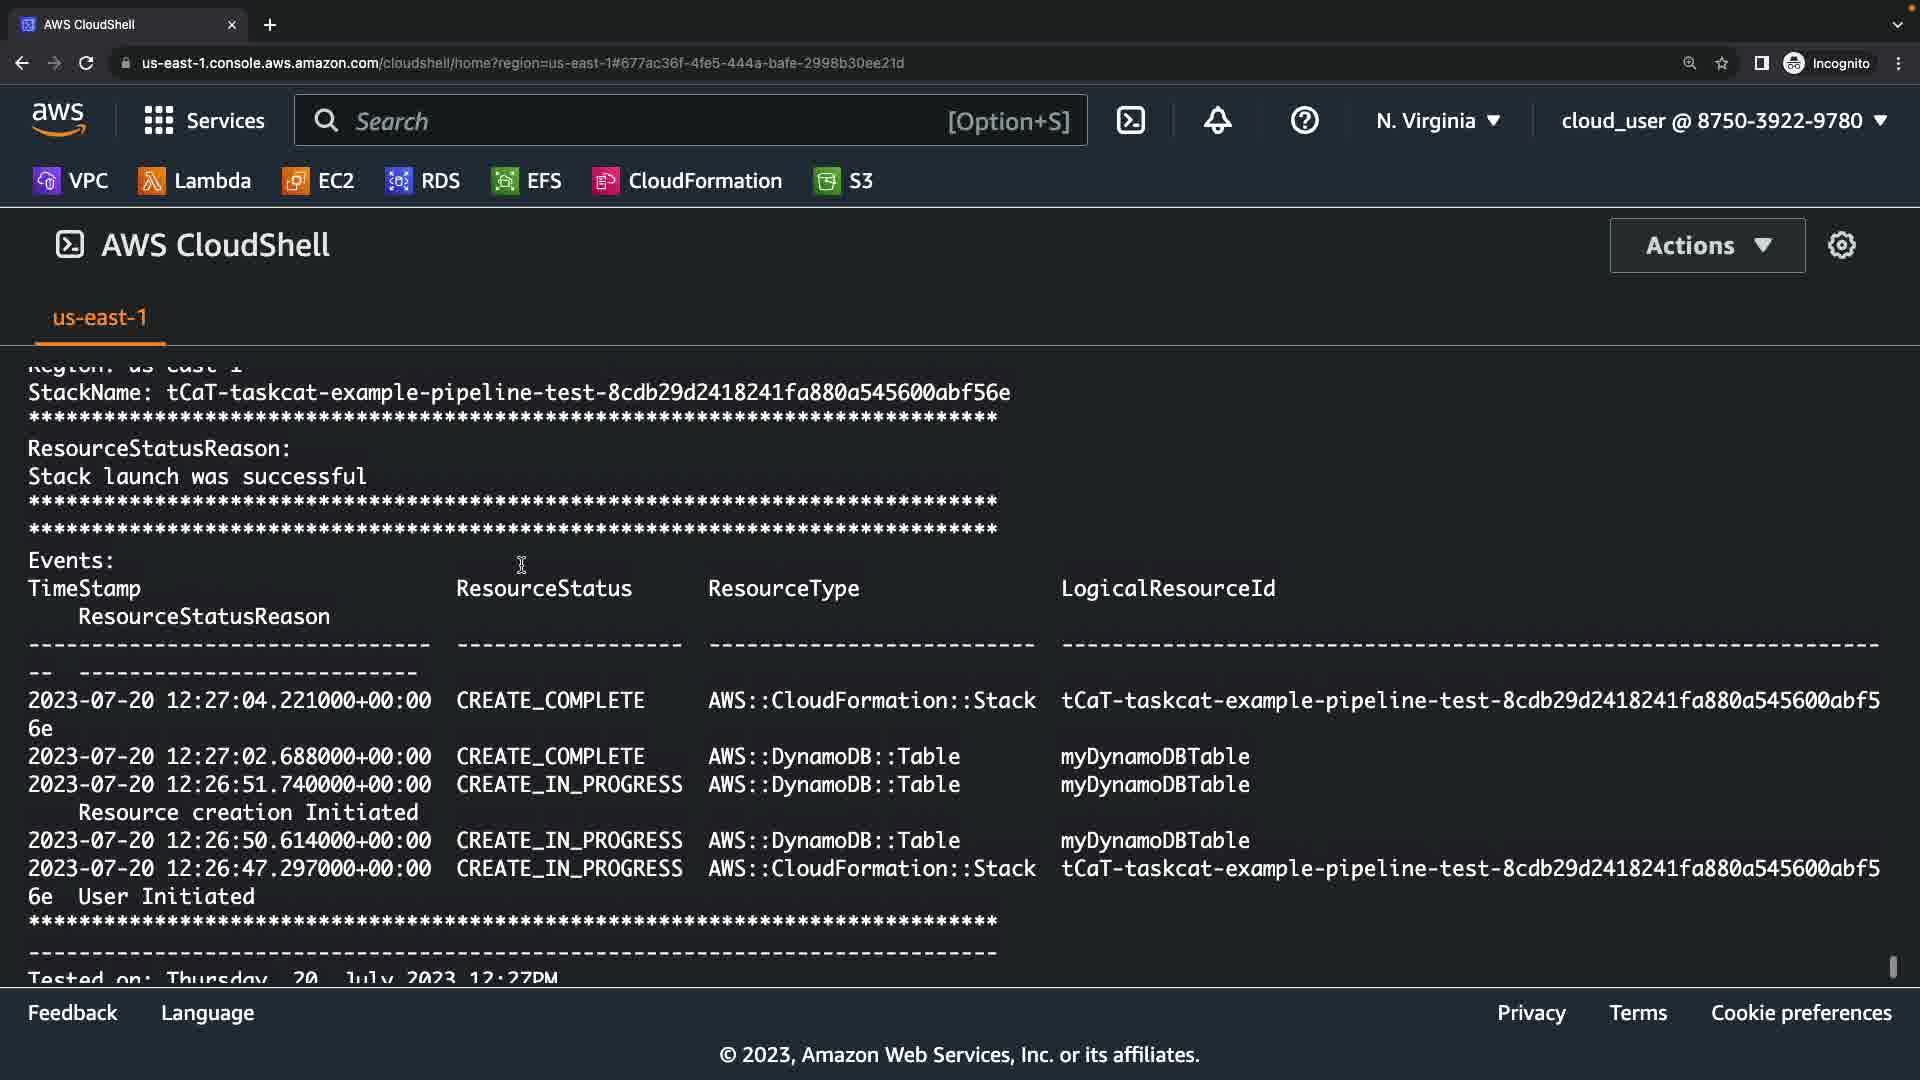 AWS CloudShell
us-east-1.console.aws.amazon.com/cloudshell/home?region=us-east-1#677ac36f-4fe5-444a-bafe-2998b30ee21d
Incognito
aws
Services
Search
[Option+S]
N. Virginia
cloud_user @ 8750-3922-9780
VPC
Lambda
EC2
RDS
EFS
CloudFormation
S3
AWS CloudShell
Actions
us-east-1
Region: us-east-1
StackName: tCaT-taskcat-example-pipeline-test-8cdb29d2418241fa880a545600abf56e
*****************************************************************************
ResourceStatusReason:
Stack launch was successful
*****************************************************************************
*****************************************************************************
Events:
TimeStamp ResourceStatus ResourceType LogicalResourceId
ResourceStatusReason
-------------------------------- ------------------ -------------------------- -----------------------------------------------------------------
-- ---------------------------
2023-07-20 12:27:04.221000+00:00 CREATE_COMPLETE AWS::CloudFormation::Stack tCaT-taskcat-example-pipeline-test-8cdb29d2418241fa880a545600abf5
6e
2023-07-20 12:27:02.688000+00:00 CREATE_COMPLETE AWS::DynamoDB::Table myDynamoDBTable
2023-07-20 12:26:51.740000+00:00 CREATE_IN_PROGRESS AWS::DynamoDB::Table myDynamoDBTable
Resource creation Initiated
2023-07-20 12:26:50.614000+00:00 CREATE_IN_PROGRESS AWS::DynamoDB::Table myDynamoDBTable
2023-07-20 12:26:47.297000+00:00 CREATE_IN_PROGRESS AWS::CloudFormation::Stack tCaT-taskcat-example-pipeline-test-8cdb29d2418241fa880a545600abf5
6e User Initiated
*****************************************************************************
-----------------------------------------------------------------------------
Tested on: Thursday, 20. July 2023 12:27PM
Feedback
Language
Privacy
Terms
Cookie preferences
© 2023, Amazon Web Services, Inc. or its affiliates.